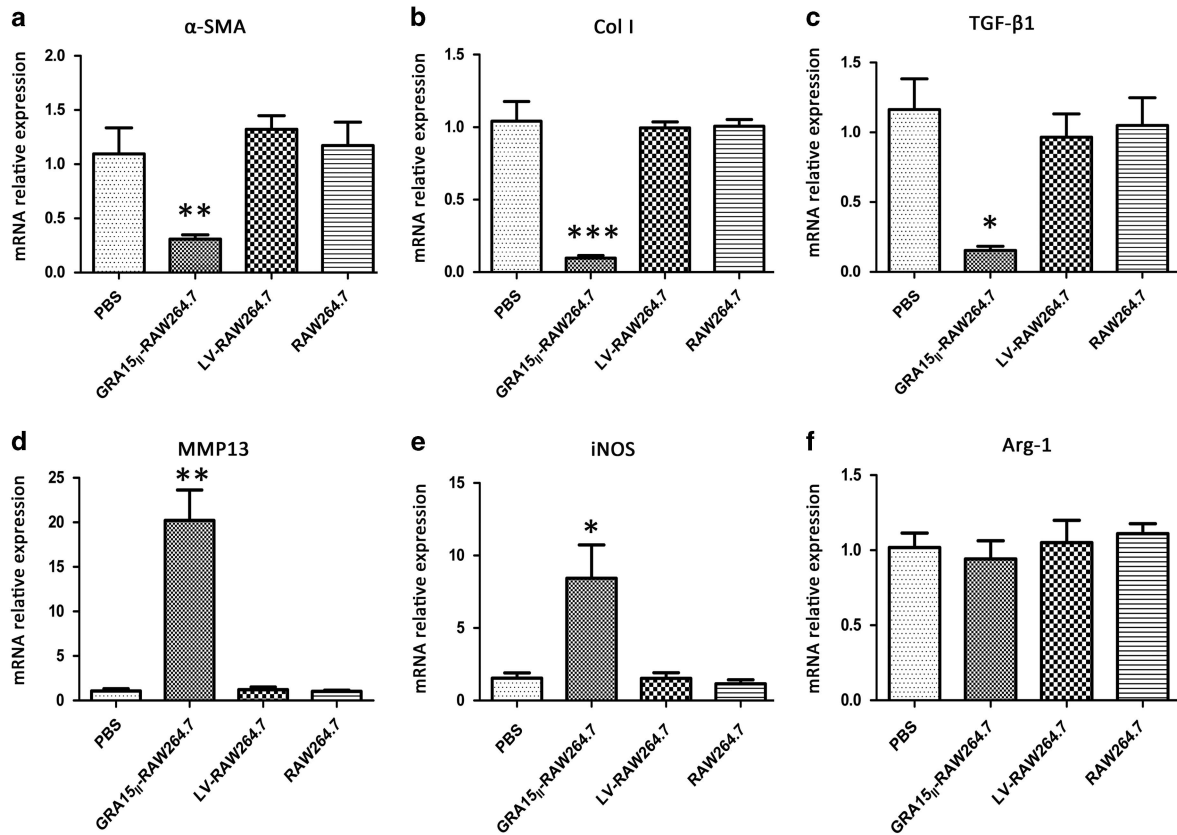 a
α-SMA
mRNA relative expression
2.0
1.5
1.0
0.5
0.0
**
PBS
GRA15II-RAW264.7
LV-RAW264.7
RAW264.7
b
Col I
mRNA relative expression
1.5
1.0
0.5
0.0
***
PBS
GRA15II-RAW264.7
LV-RAW264.7
RAW264.7
c
TGF-β1
mRNA relative expression
1.5
1.0
0.5
0.0
*
PBS
GRA15II-RAW264.7
LV-RAW264.7
RAW264.7
d
MMP13
mRNA relative expression
25
20
15
10
5
0
**
PBS
GRA15II-RAW264.7
LV-RAW264.7
RAW264.7
e
iNOS
mRNA relative expression
15
10
5
0
*
PBS
GRA15II-RAW264.7
LV-RAW264.7
RAW264.7
f
Arg-1
mRNA relative expression
1.5
1.0
0.5
0.0
PBS
GRA15II-RAW264.7
LV-RAW264.7
RAW264.7